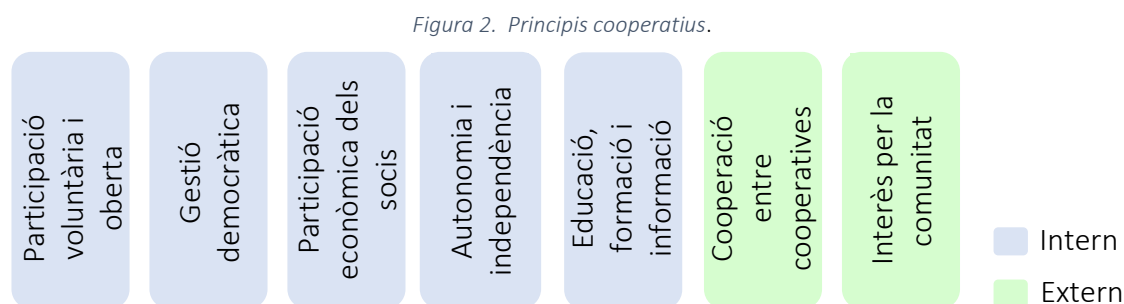 Figura 2.  Principis cooperatius.
Participació
voluntària i
oberta
Gestió
democràtica
Participació
econòmica dels
socis
Autonomia i
independència
Educació,
formació i
informació
Cooperació
entre
cooperatives
Interès per la
comunitat
Intern
Extern